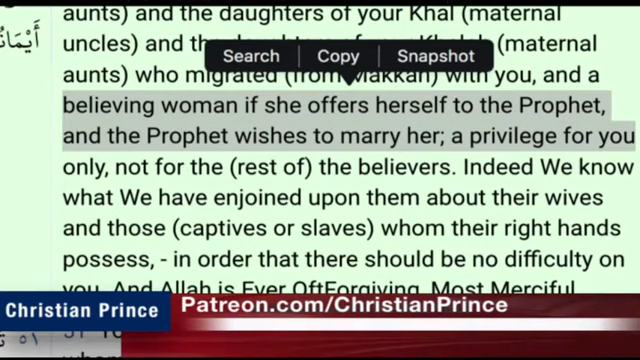 aunts) and the daughters of your Khal (maternal
uncles) and the
(maternal
Search
Copy
Snapshot
aunts) who migrated (from Makkah) with you, and a
believing woman if she offers herself to the Prophet,
and the Prophet wishes to marry her; a privilege for you
only, not for the (rest of) the believers. Indeed We know
what We have enjoined upon them about their wives
and those (captives or slaves) whom their right hands
possess, - in order that there should be no difficulty on
you. And Allah is Ever OftForgiving, Most Merciful
Christian Prince
Patreon.com/ChristianPrince
٥١